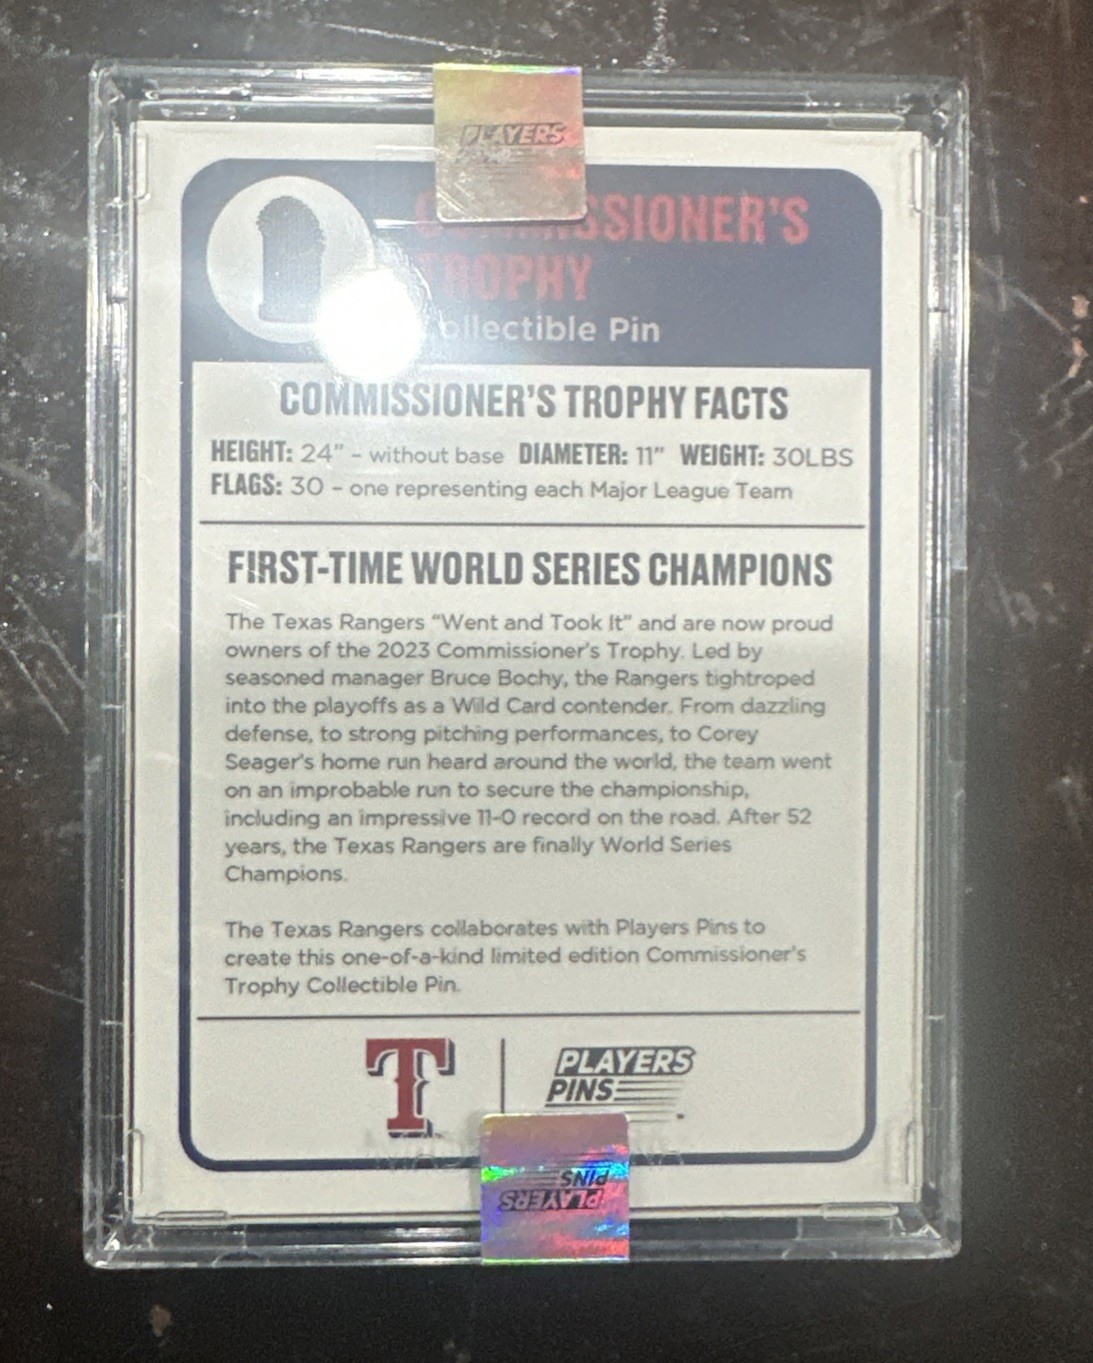 PLAYERS
COMMISSIONER'S
TROPHY
Collectible Pin
COMMISSIONER'S TROPHY FACTS
HEIGHT: 24" - without base DIAMETER: 11" WEIGHT: 30LBS
FLAGS: 30 - one representing each Major League Team
FIRST-TIME WORLD SERIES CHAMPIONS
The Texas Rangers "Went and Took It" and are now proud
owners of the 2023 Commissioner's Trophy. Led by
seasoned manager Bruce Bochy, the Rangers tightroped
into the playoffs as a Wild Card contender. From dazzling
defense, to strong pitching performances, to Corey
Seager's home run heard around the world, the team went
on an improbable run to secure the championship,
including an impressive 11-0 record on the road. After 52
years, the Texas Rangers are finally World Series
Champions.
The Texas Rangers collaborates with Players Pins to
create this one-of-a-kind limited edition Commissioner's
Trophy Collectible Pin.
T
PLAYERS
PINS
PLAYERS
PINS